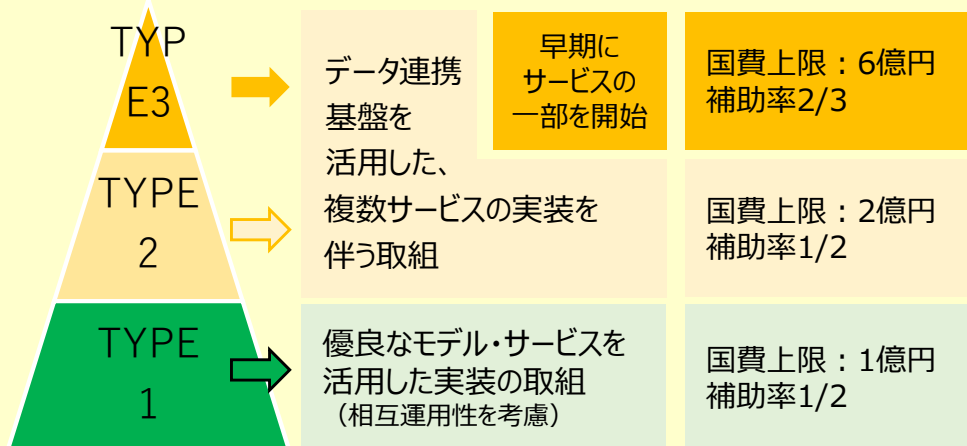 TYP
E3
データ連携
基盤を
活用した、
複数サービスの実装を
伴う取組
早期に
サービスの
一部を開始
国費上限：6億円
補助率2/3
TYPE
2
国費上限：2億円
補助率1/2
TYPE
1
優良なモデル・サービスを
活用した実装の取組
（相互運用性を考慮）
国費上限：1億円
補助率1/2